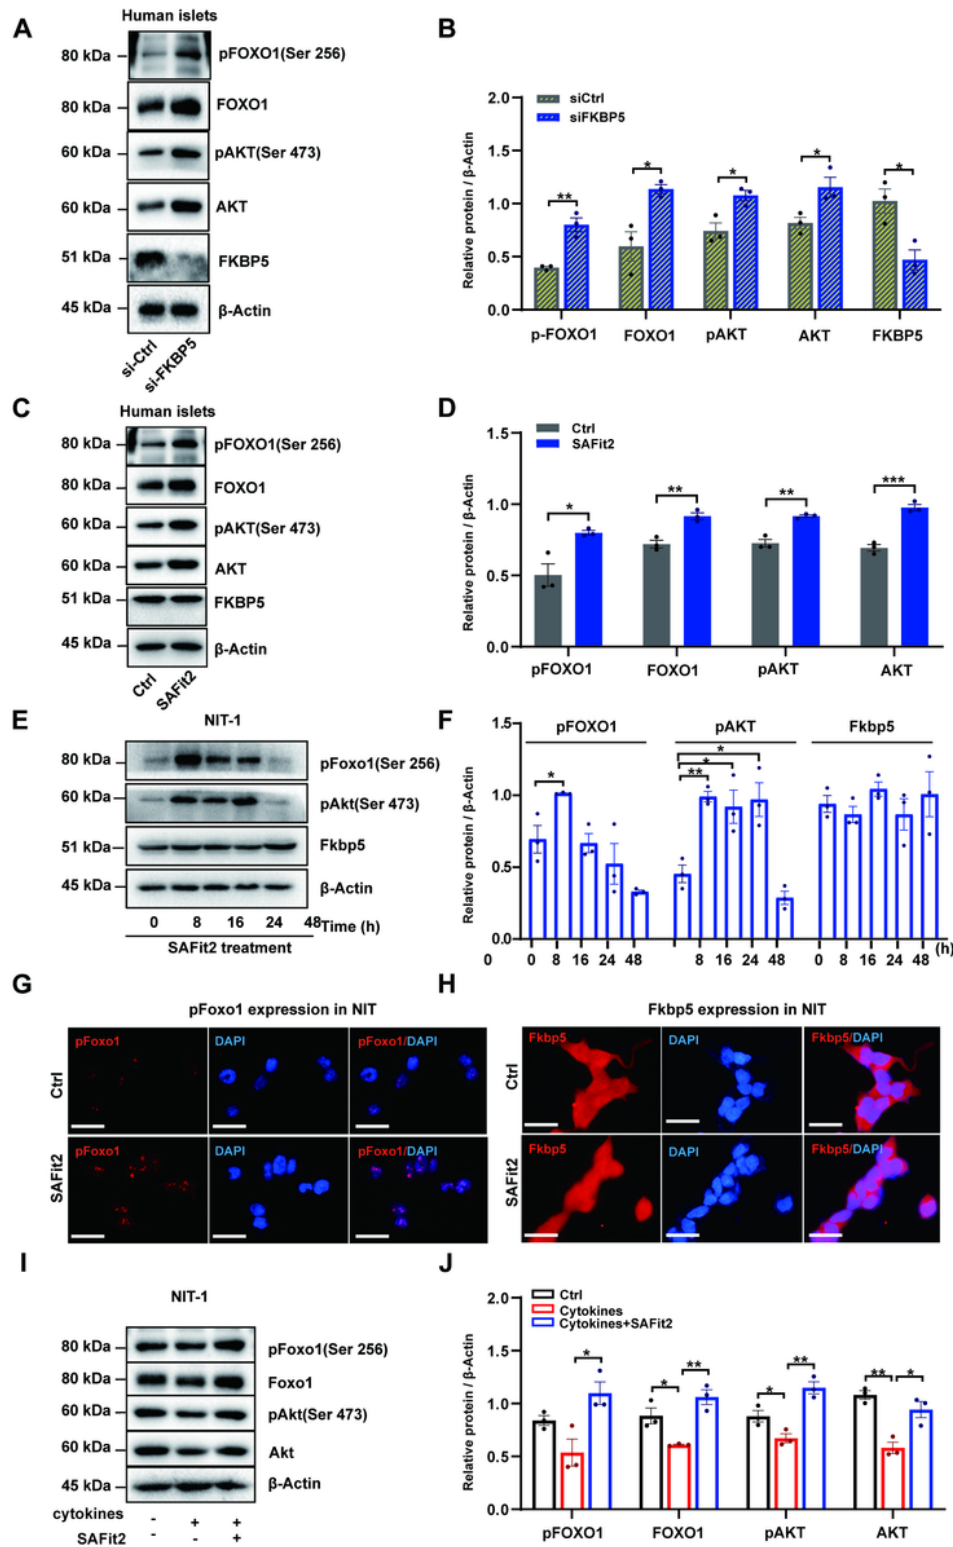 A
Human islets
80 kDa
pFOXO1(Ser 256)
80 kDa
FOXO1
60 kDa
pAKT(Ser 473)
60 kDa
AKT
51 kDa
FKBP5
45 kDa
β-Actin
si-Ctrl
si-FKBP5
B
siCtrl
siFKBP5
Relative protein / β-Actin
2.0
1.5
1.0
0.5
0.0
** * * * *
p-FOXO1 FOXO1 pAKT AKT FKBP5
C
Human islets
80 kDa
pFOXO1(Ser 256)
80 kDa
FOXO1
60 kDa
pAKT(Ser 473)
60 kDa
AKT
51 kDa
FKBP5
45 kDa
β-Actin
Ctrl
SAFit2
D
Ctrl
SAFit2
Relative protein / β-Actin
1.5
1.0
0.5
0.0
* ** ** ***
pFOXO1 FOXO1 pAKT AKT
E
NIT-1
80 kDa
pFoxo1(Ser 256)
60 kDa
pAkt(Ser 473)
51 kDa
Fkbp5
45 kDa
β-Actin
0 8 16 24 48 Time (h)
SAFit2 treatment
F
pFOXO1 pAKT Fkbp5
Relative protein / β-Actin
1.5
1.0
0.5
0.0
* ** * *
0 0 8 16 24 48 8 16 24 48 0 8 16 24 48 (h)
G
pFoxo1 expression in NIT
Ctrl
pFoxo1 DAPI pFoxo1/DAPI
SAFit2
pFoxo1 DAPI pFoxo1/DAPI
H
Fkbp5 expression in NIT
Ctrl
Fkbp5 DAPI Fkbp5/DAPI
SAFit2
Fkbp5 DAPI Fkbp5/DAPI
I
NIT-1
80 kDa
pFoxo1(Ser 256)
80 kDa
Foxo1
60 kDa
pAkt(Ser 473)
60 kDa
Akt
45 kDa
β-Actin
cytokines - + +
SAFit2 - - +
J
Ctrl
Cytokines
Cytokines+SAFit2
Relative protein / β-Actin
2.0
1.5
1.0
0.5
0.0
* * ** * ** ** *
pFOXO1 FOXO1 pAKT AKT